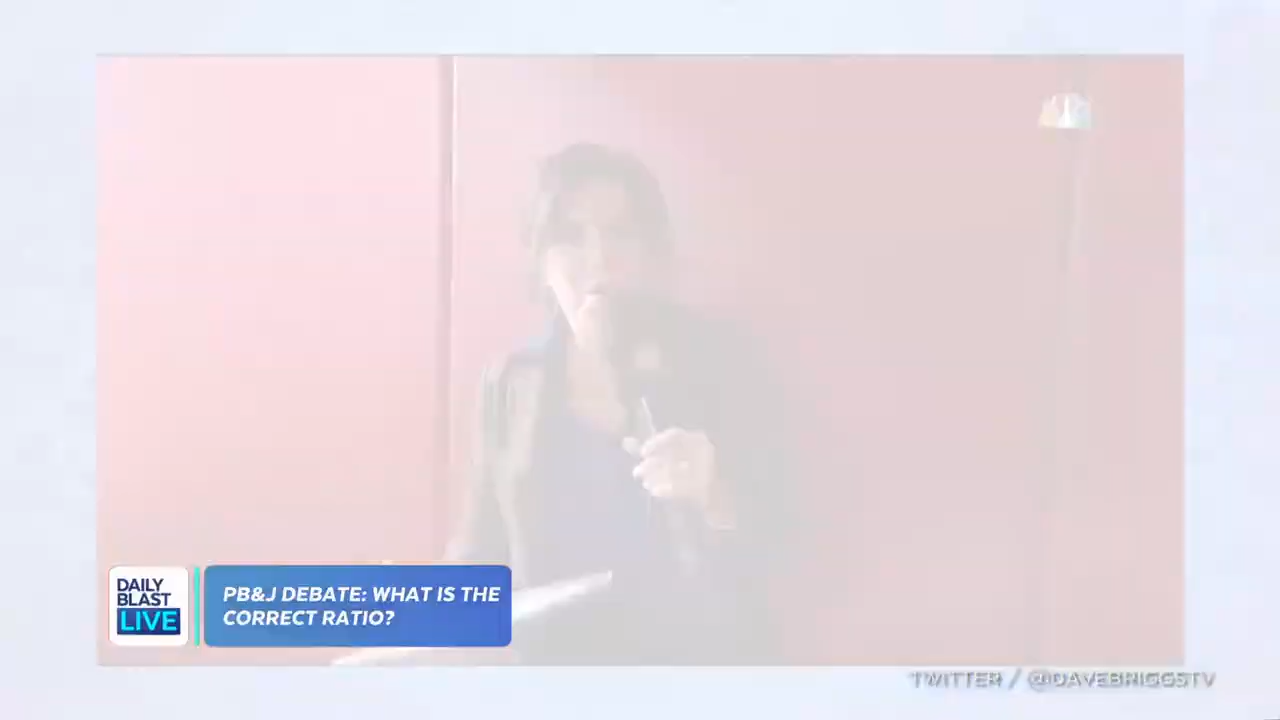 DAILY
BLAST
LIVE
PB&J DEBATE: WHAT IS THE
CORRECT RATIO?
TWITTER / @DAVEBRIGGSTV